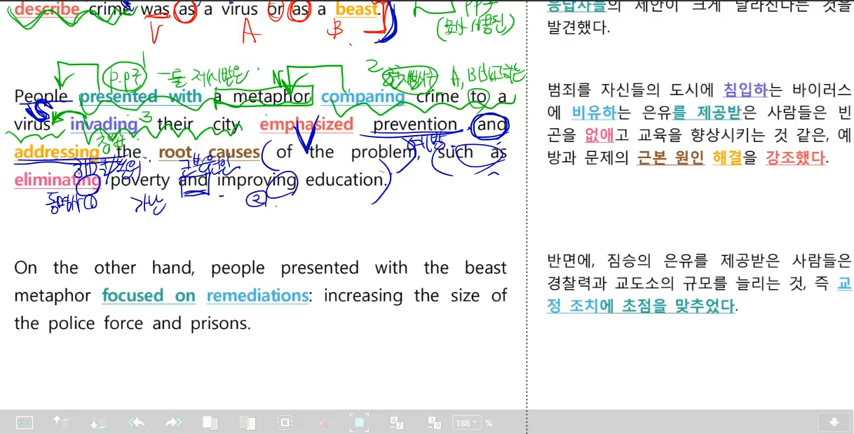 describe crime was as a virus or as a beast.
V A B
응답자들의 제안이 크게 달라진다는 것을
발견했다.
p.p구
People presented with a metaphor comparing crime to a
virus invading their city emphasized prevention and
addressing the root causes of the problem, such as
eliminating poverty and improving education.
동명사①
가난
②
범죄를 자신들의 도시에 침입하는 바이러스
에 비유하는 은유를 제공받은 사람들은 빈
곤을 없애고 교육을 향상시키는 것 같은, 예
방과 문제의 근본 원인 해결을 강조했다.
On the other hand, people presented with the beast
metaphor focused on remediations: increasing the size of
the police force and prisons.
반면에, 짐승의 은유를 제공받은 사람들은
경찰력과 교도소의 규모를 늘리는 것, 즉 교
정 조치에 초점을 맞추었다.
188 %